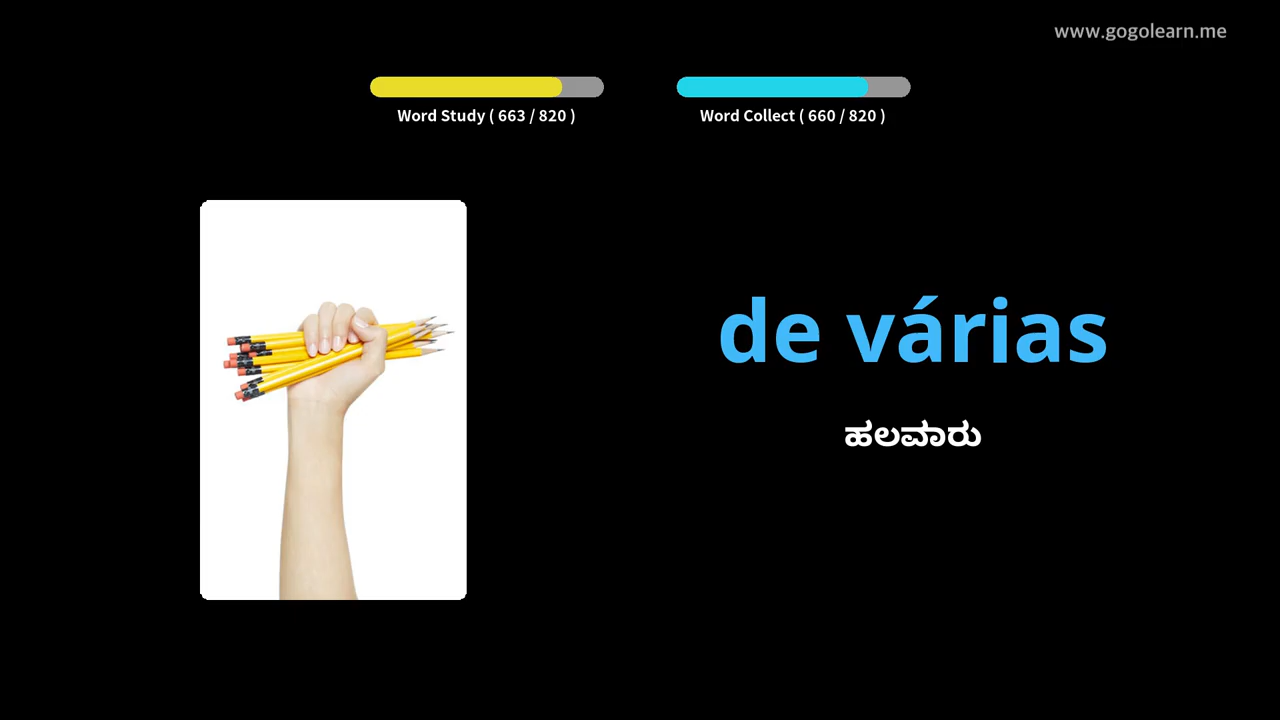 www.gogolearn.me
Word Study ( 663 / 820 )
Word Collect ( 660 / 820 )
de várias
ಹಲವಾರು